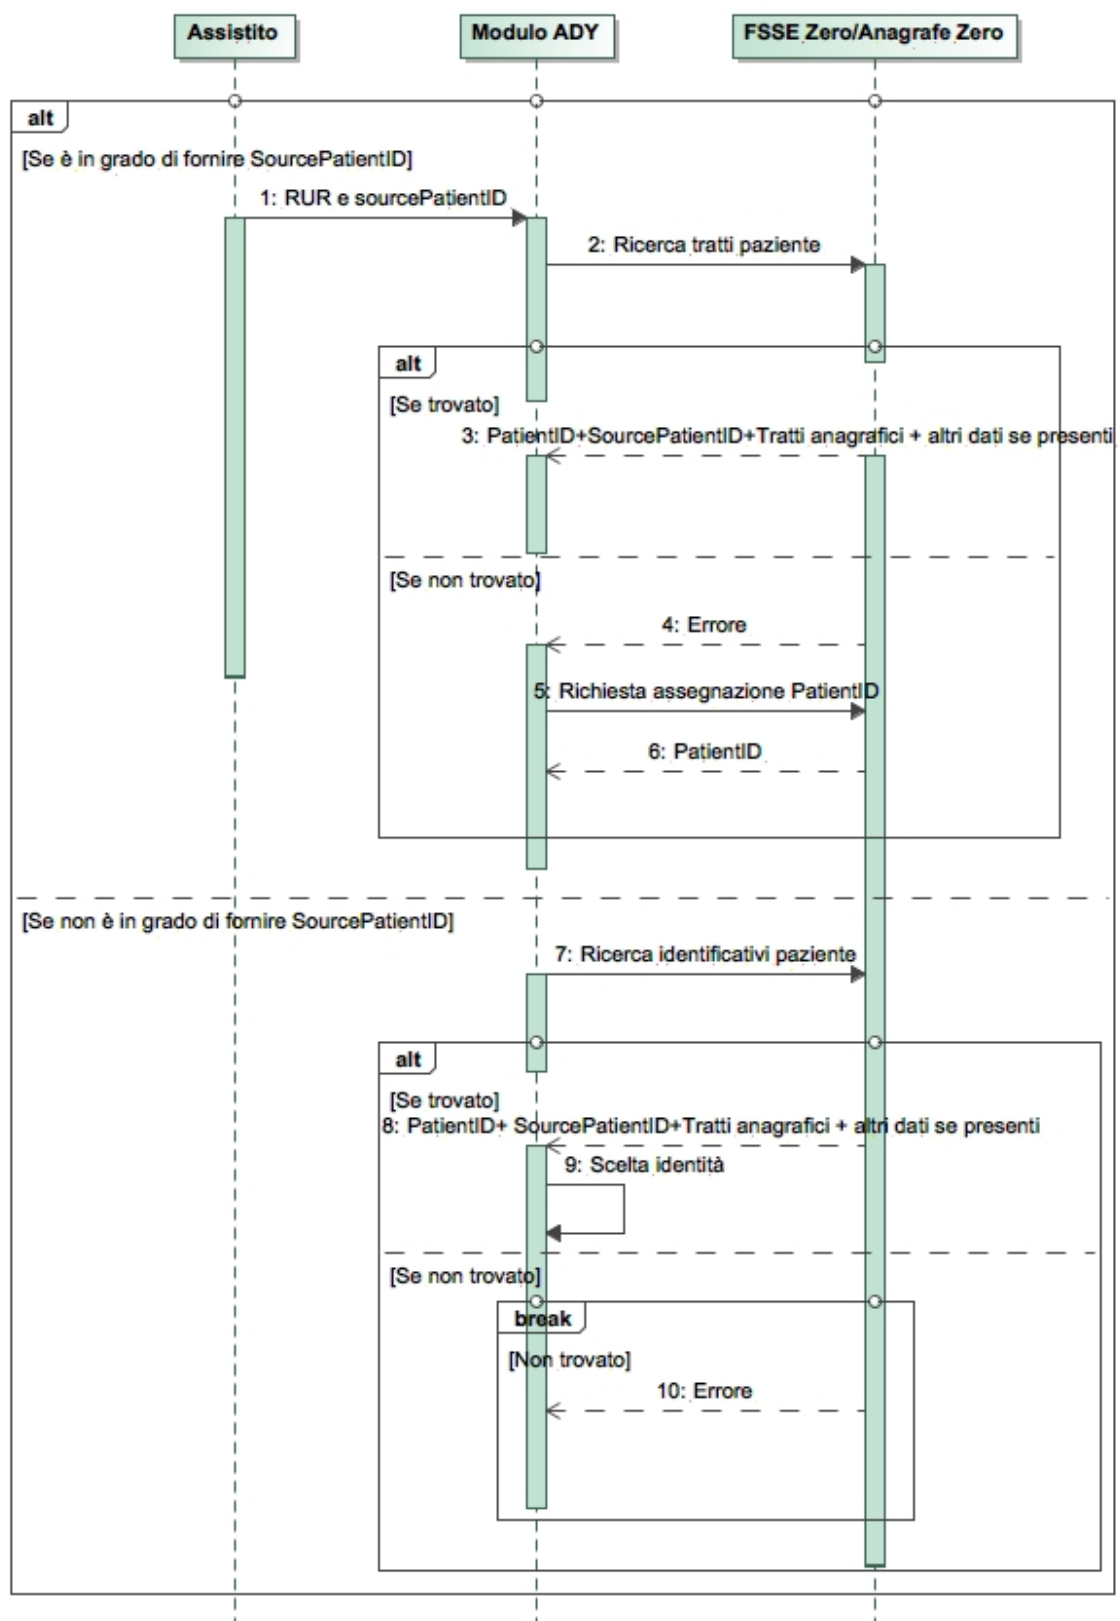 Assistito
Modulo ADY
FSSE Zero/Anagrafe Zero
alt
[Se è in grado di fornire SourcePatientID]
1: RUR e sourcePatientID
2: Ricerca tratti paziente
alt
[Se trovato]
3: PatientID+SourcePatientID+Tratti anagrafici + altri dati se presenti
[Se non trovato]
4: Errore
5: Richiesta assegnazione PatientID
6: PatientID
[Se non è in grado di fornire SourcePatientID]
7: Ricerca identificativi paziente
alt
[Se trovato]
8: PatientID+ SourcePatientID+Tratti anagrafici + altri dati se presenti
9: Scelta identità
[Se non trovato]
break
[Non trovato]
10: Errore